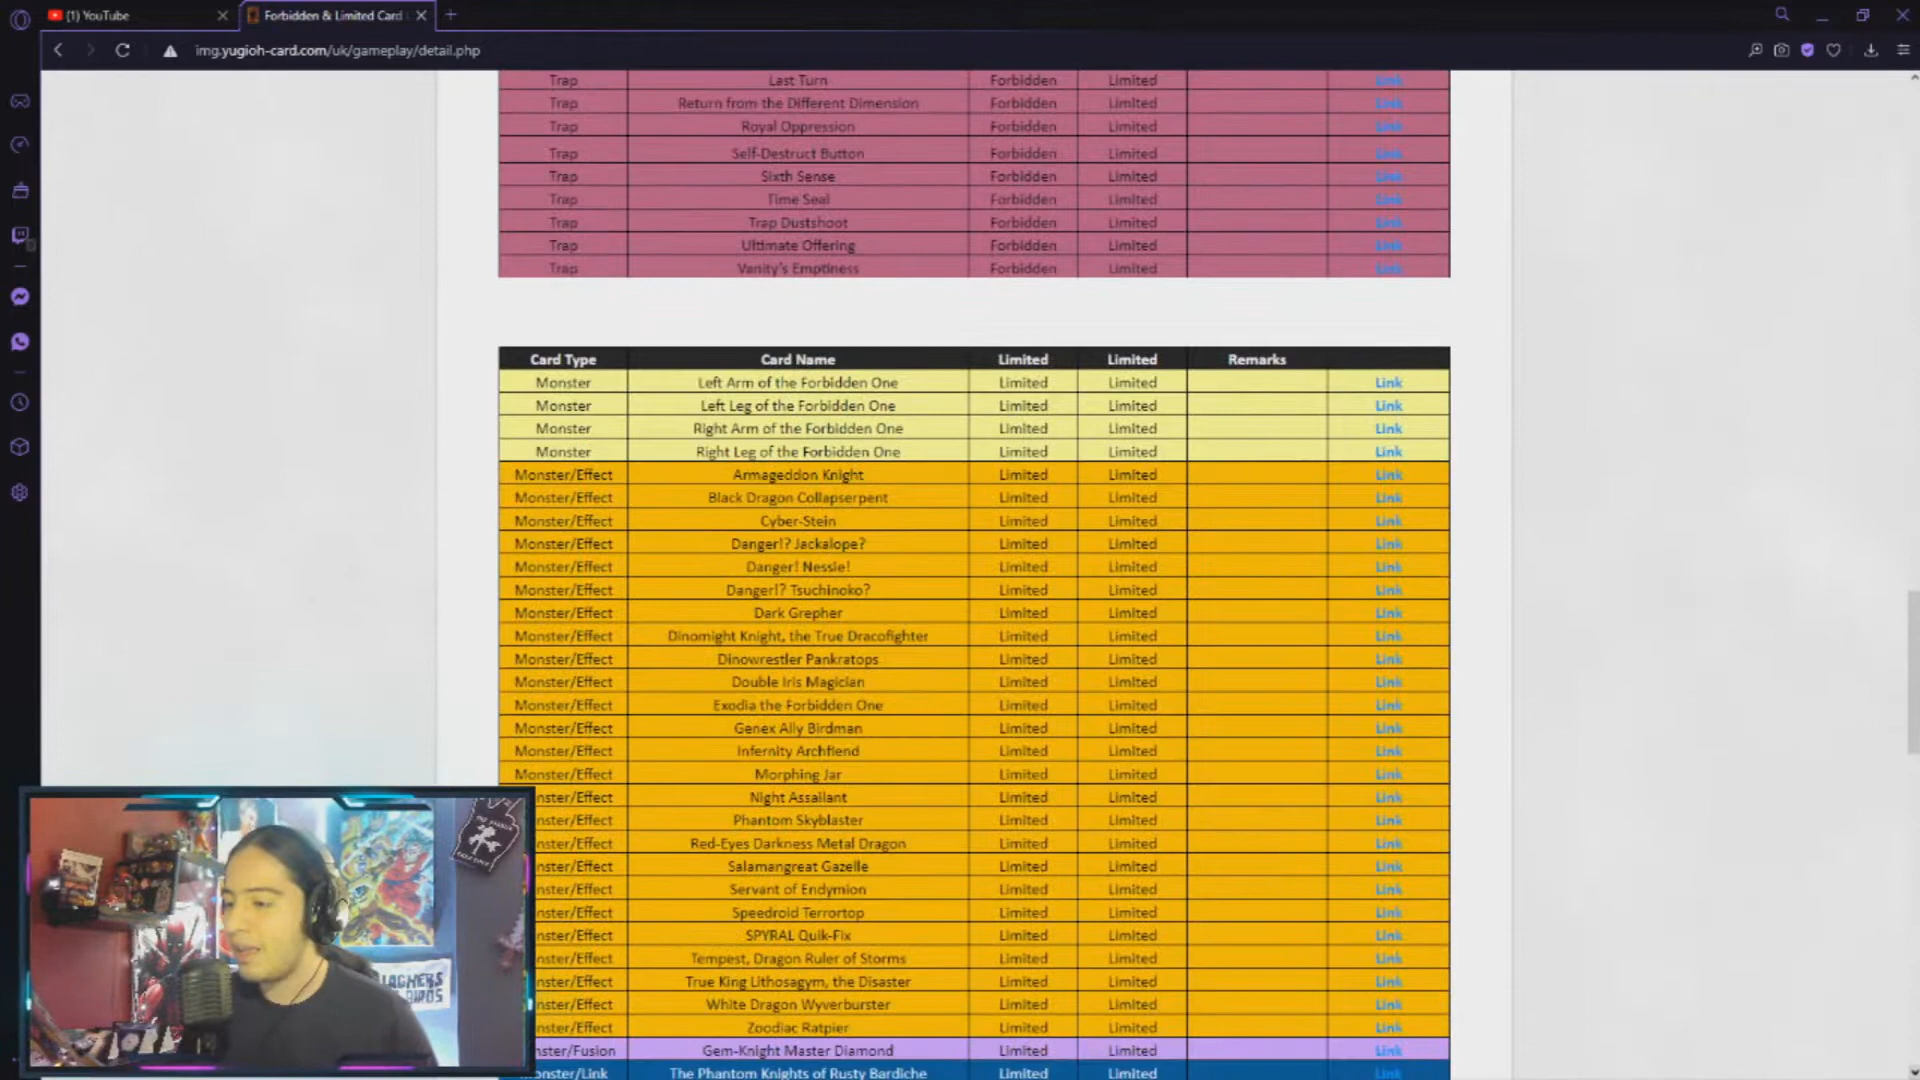 (1) YouTube
Forbidden & Limited Card
img.yugioh-card.com/uk/gameplay/detail.php
Trap Last Turn Forbidden Limited Link
Trap Return from the Different Dimension Forbidden Limited Link
Trap Royal Oppression Forbidden Limited Link
Trap Self-Destruct Button Forbidden Limited Link
Trap Sixth Sense Forbidden Limited Link
Trap Time Seal Forbidden Limited Link
Trap Trap Dustshoot Forbidden Limited Link
Trap Ultimate Offering Forbidden Limited Link
Trap Vanity's Emptiness Forbidden Limited Link
Card Type Card Name Limited Limited Remarks
Monster Left Arm of the Forbidden One Limited Limited Link
Monster Left Leg of the Forbidden One Limited Limited Link
Monster Right Arm of the Forbidden One Limited Limited Link
Monster Right Leg of the Forbidden One Limited Limited Link
Monster/Effect Armageddon Knight Limited Limited Link
Monster/Effect Black Dragon Collapserpent Limited Limited Link
Monster/Effect Cyber-Stein Limited Limited Link
Monster/Effect Danger!? Jackalope? Limited Limited Link
Monster/Effect Danger! Nessie! Limited Limited Link
Monster/Effect Danger!? Tsuchinoko? Limited Limited Link
Monster/Effect Dark Grepher Limited Limited Link
Monster/Effect Dinomight Knight, the True Dracofighter Limited Limited Link
Monster/Effect Dinowrestler Pankratops Limited Limited Link
Monster/Effect Double Iris Magician Limited Limited Link
Monster/Effect Exodia the Forbidden One Limited Limited Link
Monster/Effect Genex Ally Birdman Limited Limited Link
Monster/Effect Infernity Archfiend Limited Limited Link
Monster/Effect Morphing Jar Limited Limited Link
nster/Effect Night Assailant Limited Limited Link
nster/Effect Phantom Skyblaster Limited Limited Link
nster/Effect Red-Eyes Darkness Metal Dragon Limited Limited Link
nster/Effect Salamangreat Gazelle Limited Limited Link
nster/Effect Servant of Endymion Limited Limited Link
nster/Effect Speedroid Terrortop Limited Limited Link
nster/Effect SPYRAL Quik-Fix Limited Limited Link
nster/Effect Tempest, Dragon Ruler of Storms Limited Limited Link
nster/Effect True King Lithosagym, the Disaster Limited Limited Link
nster/Effect White Dragon Wyverburster Limited Limited Link
nster/Effect Zoodiac Ratpier Limited Limited Link
nster/Fusion Gem-Knight Master Diamond Limited Limited Link
onster/Link The Phantom Knights of Rusty Bardiche Limited Limited Link